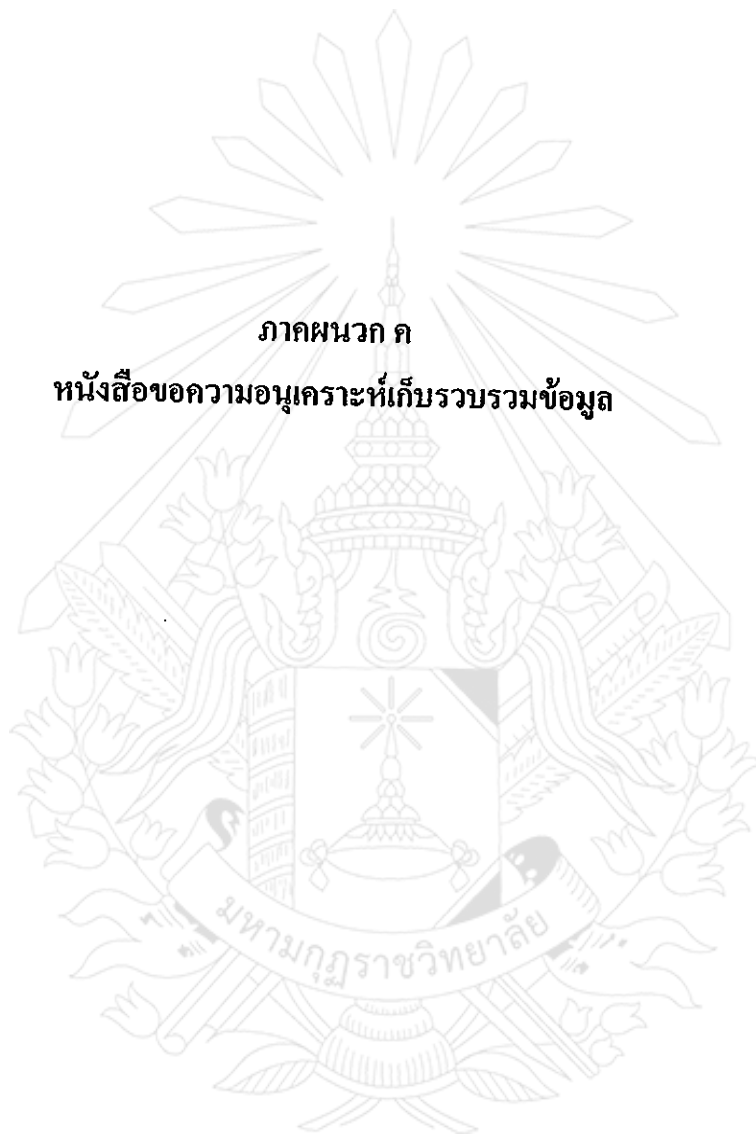 ภาคผนวก ค
หนังสือขอความอนุเคราะห์เก็บรวบรวมข้อมูล
มหามกุฏราชวิทยาลัย